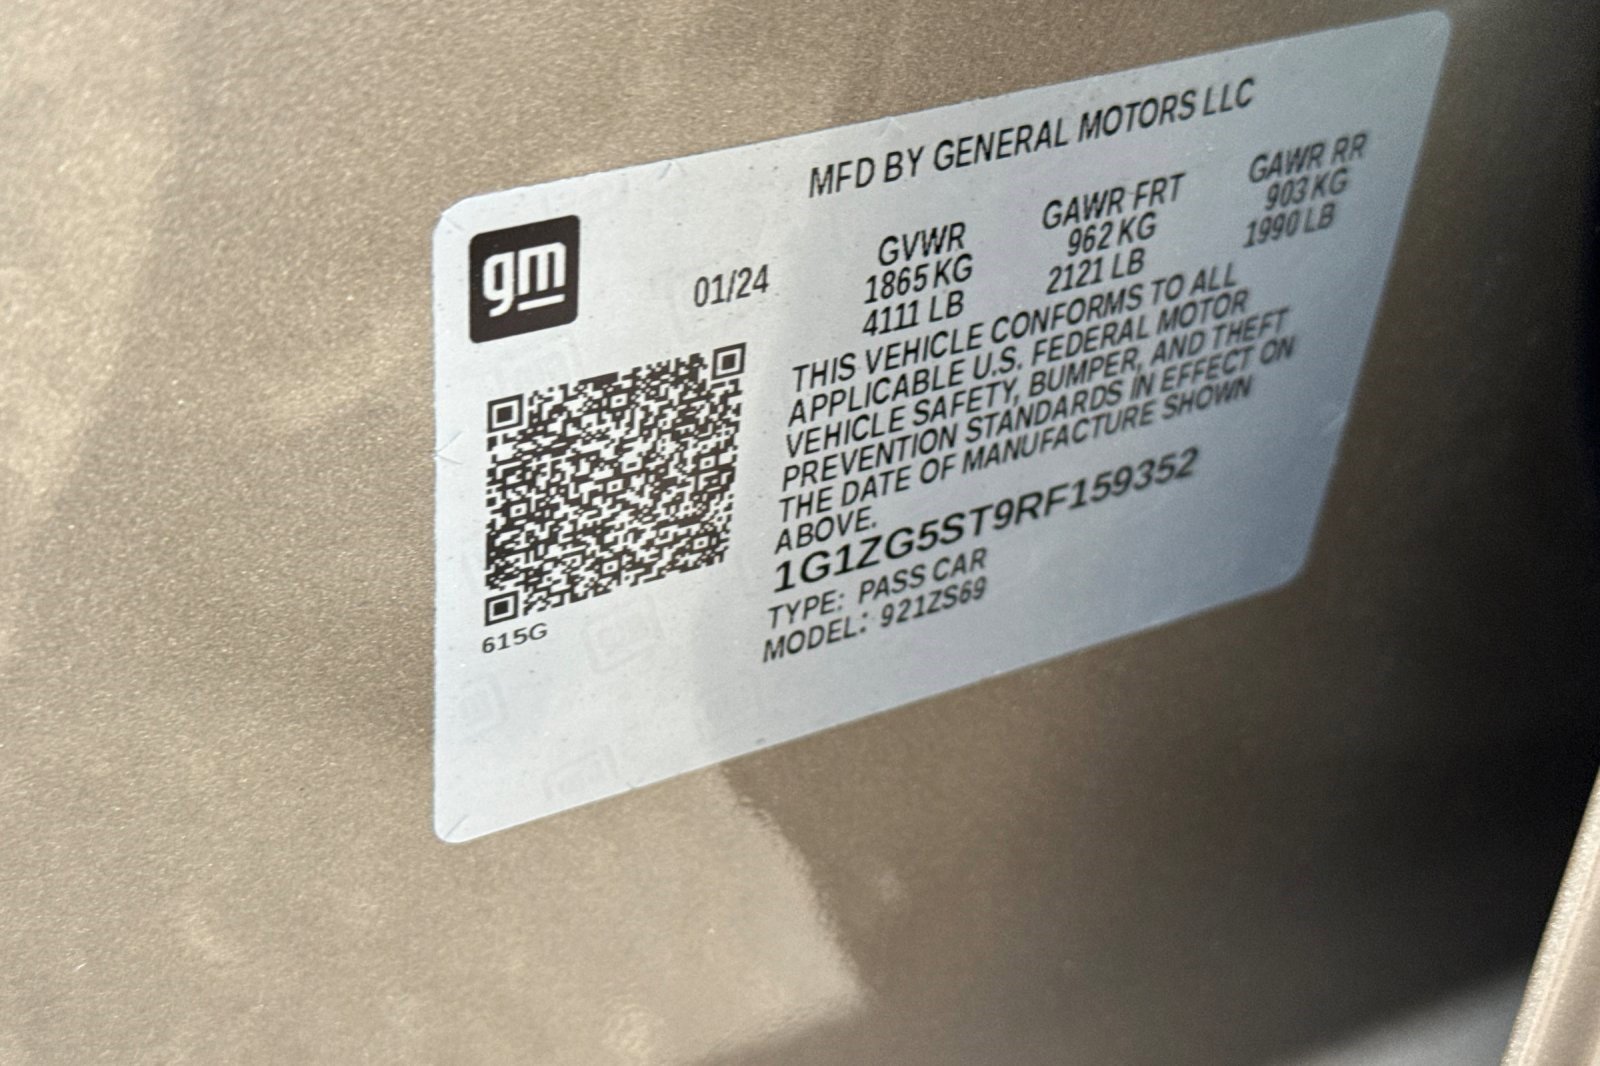 MFD BY GENERAL MOTORS LLC
gm
01/24
GVWR GAWR FRT GAWR RR
1865 KG 962 KG 903 KG
4111 LB 2121 LB 1990 LB
THIS VEHICLE CONFORMS TO ALL
APPLICABLE U.S. FEDERAL MOTOR
VEHICLE SAFETY, BUMPER, AND THEFT
PREVENTION STANDARDS IN EFFECT ON
THE DATE OF MANUFACTURE SHOWN
ABOVE.
1G1ZG5ST9RF159352
TYPE: PASS CAR
MODEL: 921ZS69
615G